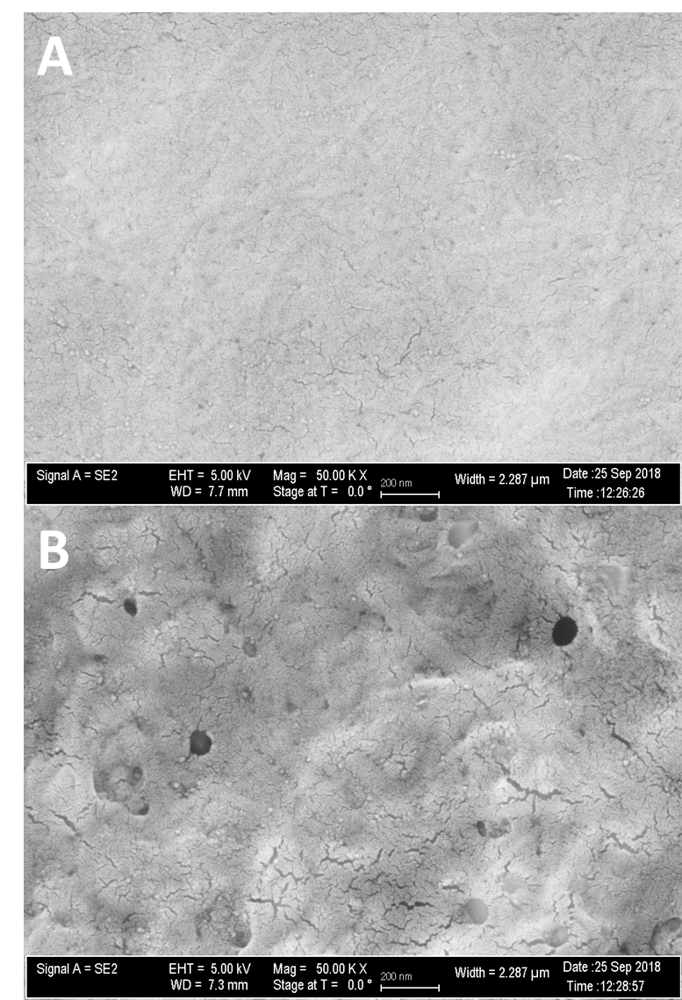 A
Signal A = SE2 EHT = 5.00 kV Mag = 50.00 K X 200 nm Width = 2.287 µm Date :25 Sep 2018
WD = 7.7 mm Stage at T = 0.0 ° Time :12:26:26
B
Signal A = SE2 EHT = 5.00 kV Mag = 50.00 K X 200 nm Width = 2.287 µm Date :25 Sep 2018
WD = 7.3 mm Stage at T = 0.0 ° Time :12:28:57